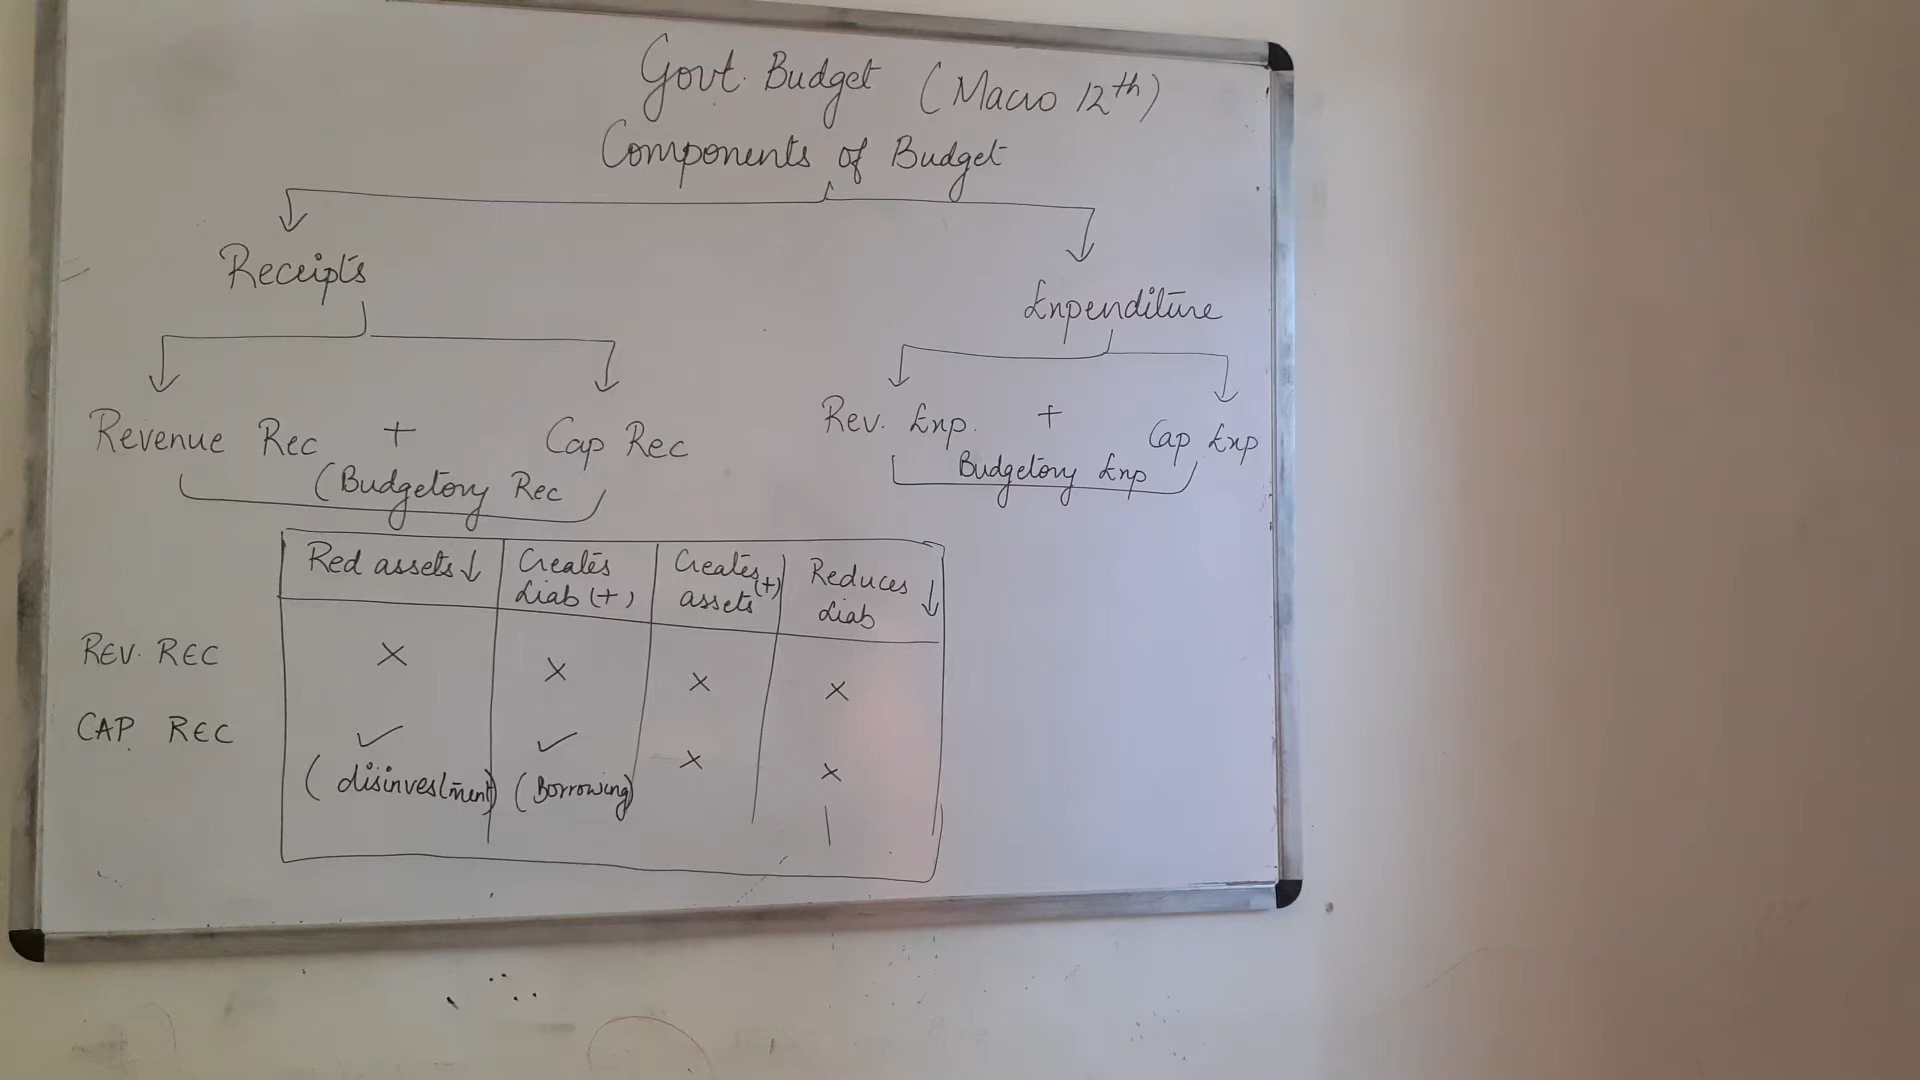 Govt. Budget (Macro 12th)
Components of Budget
Receipts
Expenditure
Revenue Rec + Cap Rec
(Budgetory Rec
Rev. Exp. + Cap Exp
Budgetory Exp
Red assets↓ Creates Liab (+) Creates (+) assets Reduces Liab ↓
REV. REC × × × ×
CAP. REC ✓ ✓ × ×
(disinvestment) (Borrowing)